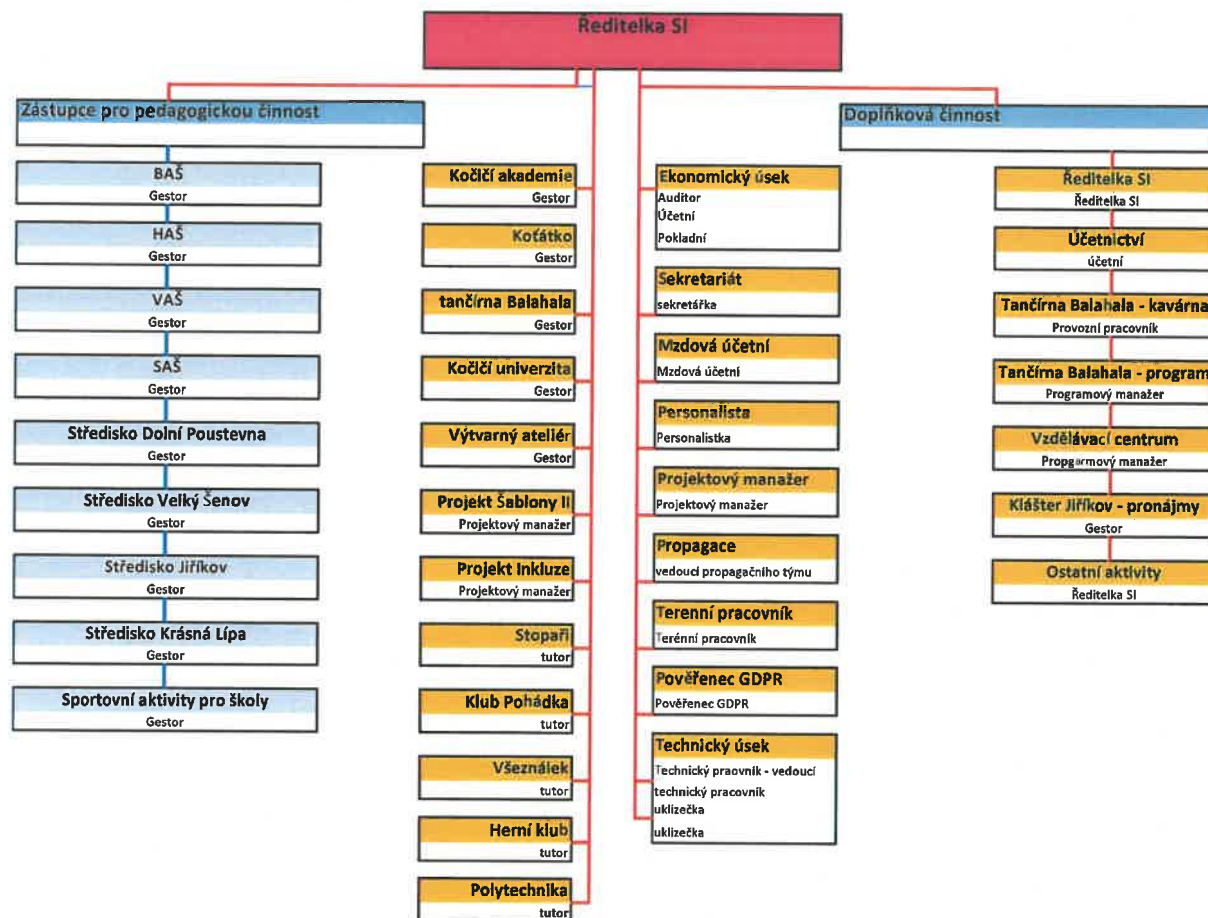 Ředitelka SI
Zástupce pro pedagogickou činnost
BAŠ
Gestor
HAŠ
Gestor
VAŠ
Gestor
SAŠ
Gestor
Středisko Dolní Poustevna
Gestor
Středisko Velký Šenov
Gestor
Středisko Jiříkov
Gestor
Středisko Krásná Lípa
Gestor
Sportovní aktivity pro školy
Gestor
Kočičí akademie
Gestor
Koťátko
Gestor
tančírna Balahala
Gestor
Kočičí univerzita
Gestor
Výtvarný ateliér
Gestor
Projekt Šablony II
Projektový manažer
Projekt Inkluze
Projektový manažer
Stopaři
tutor
Klub Pohádka
tutor
Všeználek
tutor
Herní klub
tutor
Polytechnika
tutor
Ekonomický úsek
Auditor
Účetní
Pokladní
Sekretariát
sekretářka
Mzdová účetní
Mzdová účetní
Personalista
Personalistka
Projektový manažer
Projektový manažer
Propagace
vedoucí propagačního týmu
Terenní pracovník
Terénní pracovník
Pověřenec GDPR
Pověřenec GDPR
Technický úsek
Technický praovník - vedoucí
technický pracovník
uklizečka
uklizečka
Doplňková činnost
Ředitelka SI
Ředitelka SI
Účetnictví
účetní
Tančírna Balahala - kavárna
Provozní pracovník
Tančírna Balahala - program
Programový manažer
Vzdělávací centrum
Propgarmový manažer
Klášter Jiříkov - pronájmy
Gestor
Ostatní aktivity
Ředitelka SI